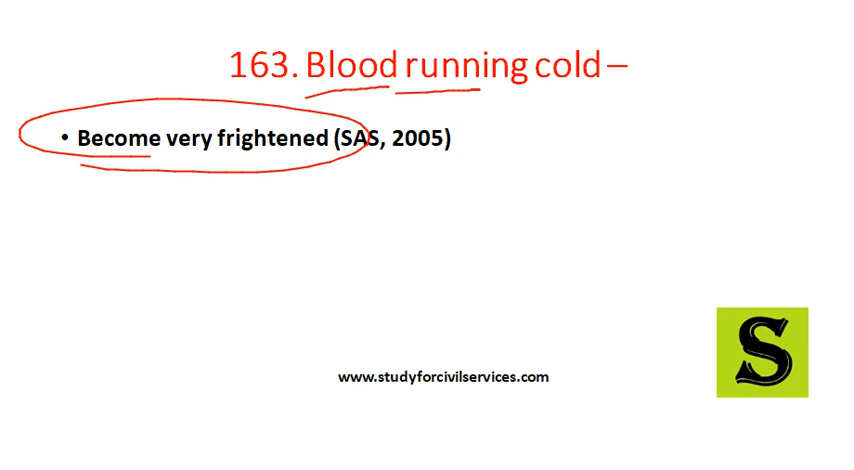 163. Blood running cold –
• Become very frightened (SAS, 2005)
S
www.studyforcivilservices.com